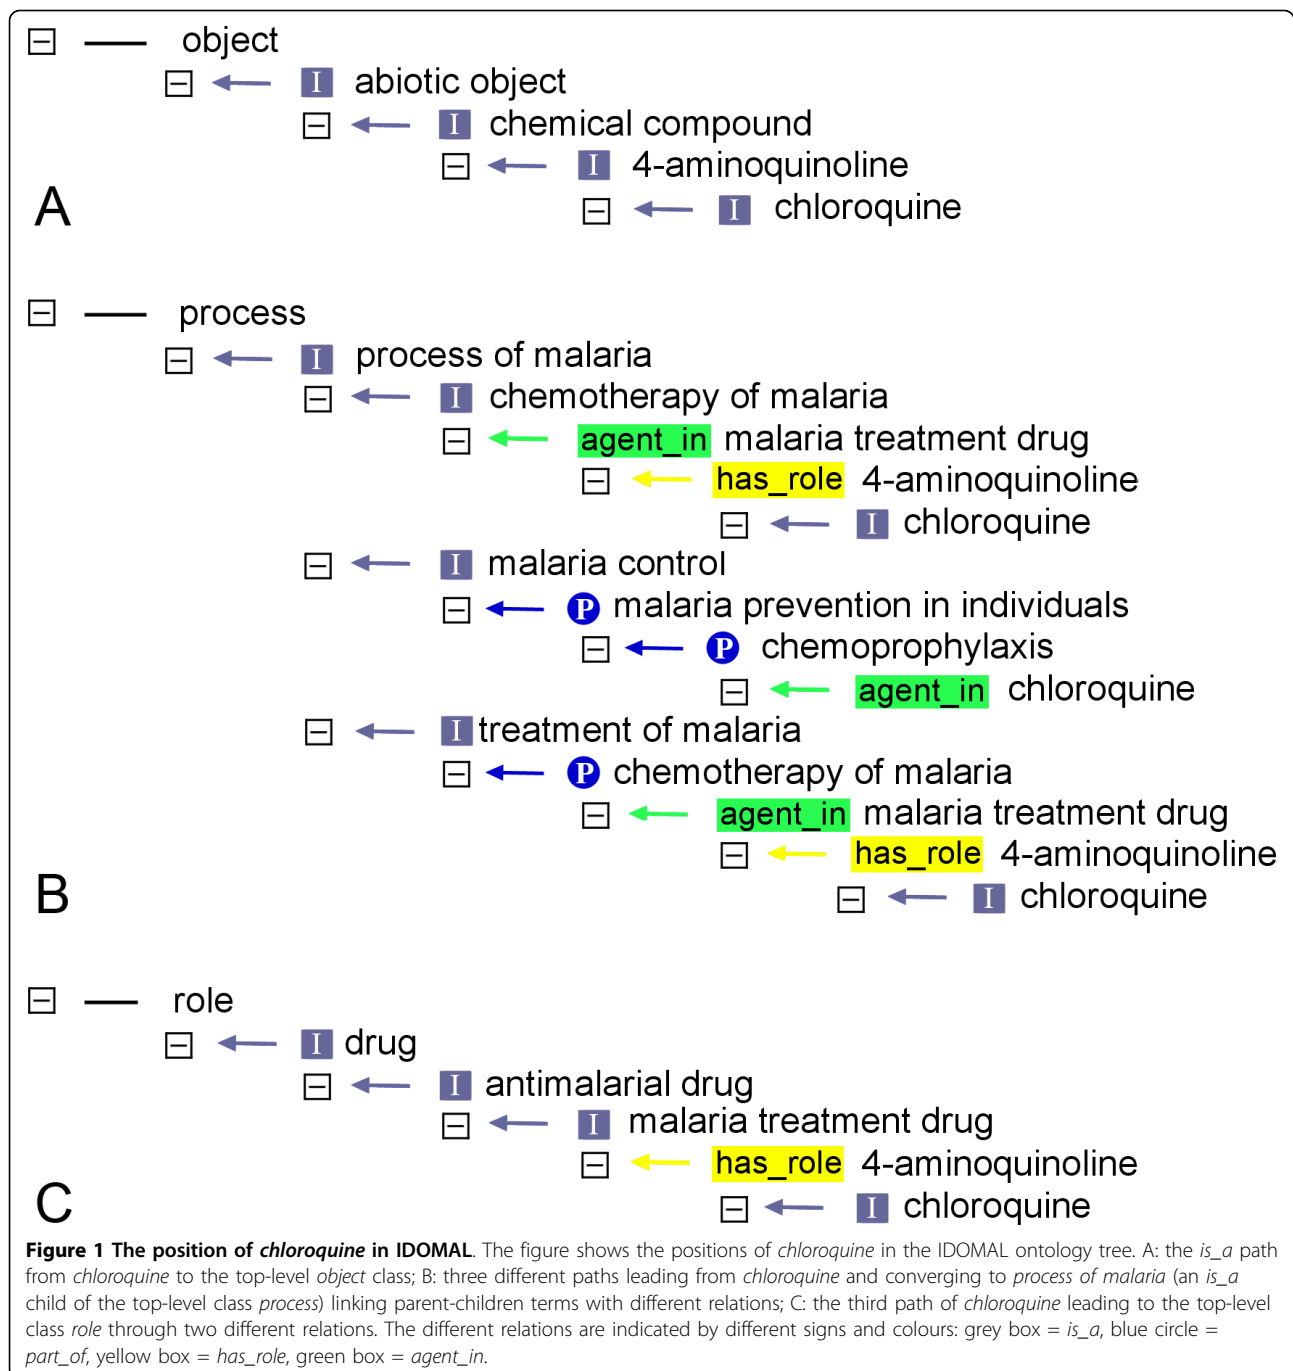 object
I abiotic object
I chemical compound
I 4-aminoquinoline
I chloroquine
A
process
I process of malaria
I chemotherapy of malaria
agent_in malaria treatment drug
has_role 4-aminoquinoline
I chloroquine
I malaria control
P malaria prevention in individuals
P chemoprophylaxis
agent_in chloroquine
I treatment of malaria
P chemotherapy of malaria
agent_in malaria treatment drug
has_role 4-aminoquinoline
I chloroquine
B
role
I drug
I antimalarial drug
I malaria treatment drug
has_role 4-aminoquinoline
I chloroquine
C
Figure 1 The position of chloroquine in IDOMAL. The figure shows the positions of chloroquine in the IDOMAL ontology tree. A: the is_a path
from chloroquine to the top-level object class; B: three different paths leading from chloroquine and converging to process of malaria (an is_a
child of the top-level class process) linking parent-children terms with different relations; C: the third path of chloroquine leading to the top-level
class role through two different relations. The different relations are indicated by different signs and colours: grey box = is_a, blue circle =
part_of, yellow box = has_role, green box = agent_in.